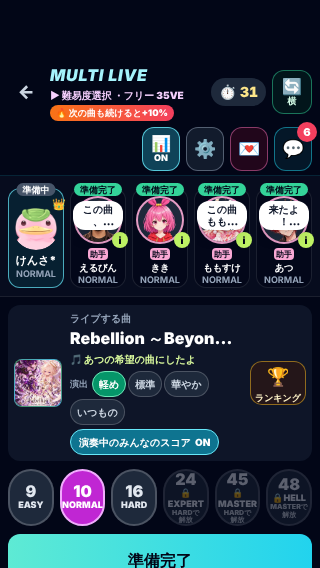 MULTI LIVE
▶ 難易度選択 ・フリー 35VE
🔥次の曲も続けると+10%
⏱️ 31
横
ON
6
準備中
準備完了
準備完了
準備完了
準備完了
この曲
、…
この曲
もも…
来たよ
！…
助手
助手
助手
助手
けんさ*
えるぴん
きき
ももすけ
あつ
NORMAL
NORMAL
NORMAL
NORMAL
NORMAL
ライブする曲
Rebellion ～Beyon…
🎵あつの希望の曲にしたよ
演出
軽め
標準
華やか
いつもの
演奏中のみんなのスコア ON
ランキング
9
EASY
10
NORMAL
16
HARD
24
EXPERT
HARDで
解放
45
MASTER
HARDで
解放
48
HELL
MASTERで
解放
準備完了